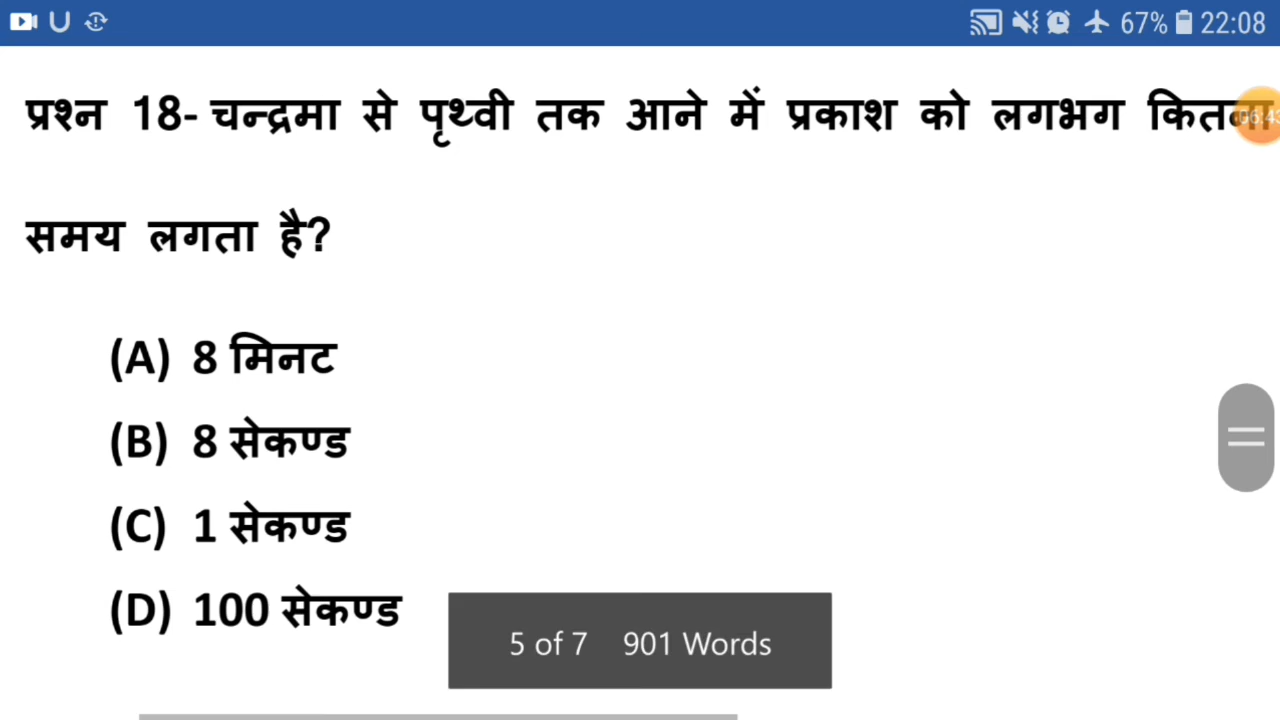 67% 22:08
प्रश्न 18- चन्द्रमा से पृथ्वी तक आने में प्रकाश को लगभग कितना
समय लगता है?
(A) 8 मिनट
(B) 8 सेकण्ड
(C) 1 सेकण्ड
(D) 100 सेकण्ड
5 of 7 901 Words